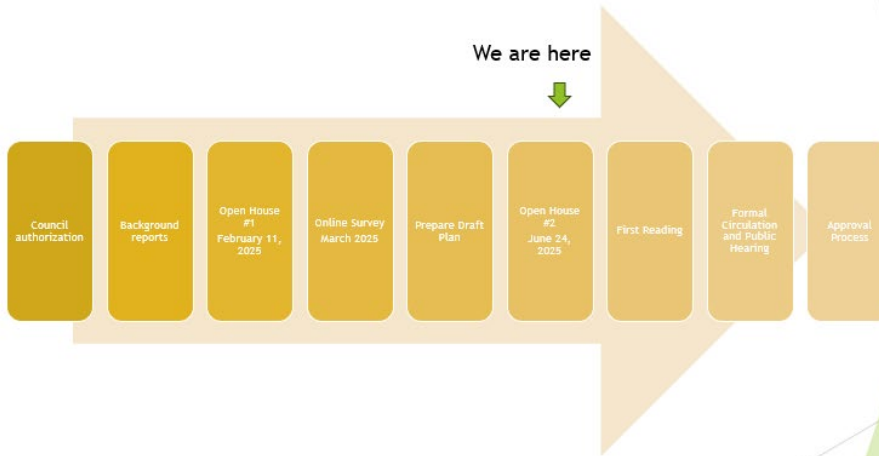 We are here
Council
authorization
Background
reports
Open House
#1
February 11,
2025
Online Survey
March 2025
Prepare Draft
Plan
Open House
#2
June 24,
2025
First Reading
Formal
Circulation
and Public
Hearing
Approval
Process